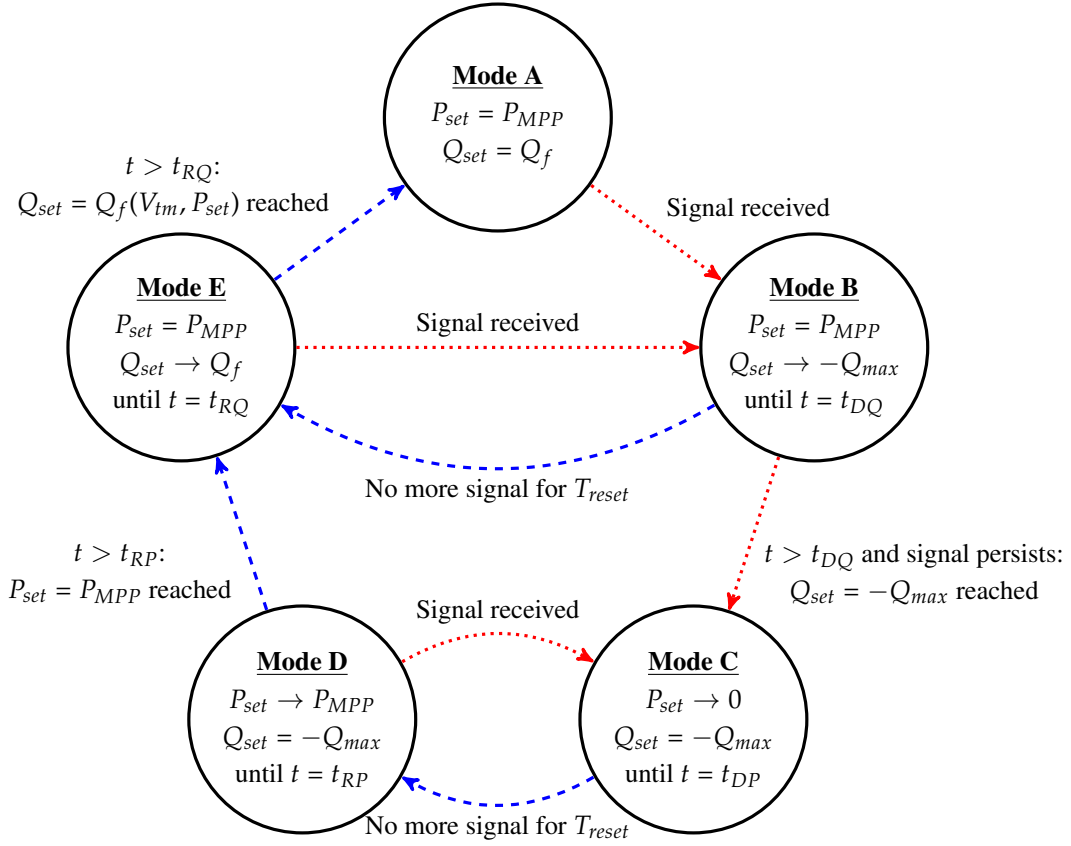 Mode A
P_set = P_MPP
Q_set = Q_f
t > t_RQ:
Q_set = Q_f(V_tm, P_set) reached
Signal received
Mode E
P_set = P_MPP
Q_set → Q_f
until t = t_RQ
Signal received
Mode B
P_set = P_MPP
Q_set → −Q_max
until t = t_DQ
No more signal for T_reset
t > t_RP:
P_set = P_MPP reached
t > t_DQ and signal persists:
Q_set = −Q_max reached
Signal received
Mode D
P_set → P_MPP
Q_set = −Q_max
until t = t_RP
Mode C
P_set → 0
Q_set = −Q_max
until t = t_DP
No more signal for T_reset